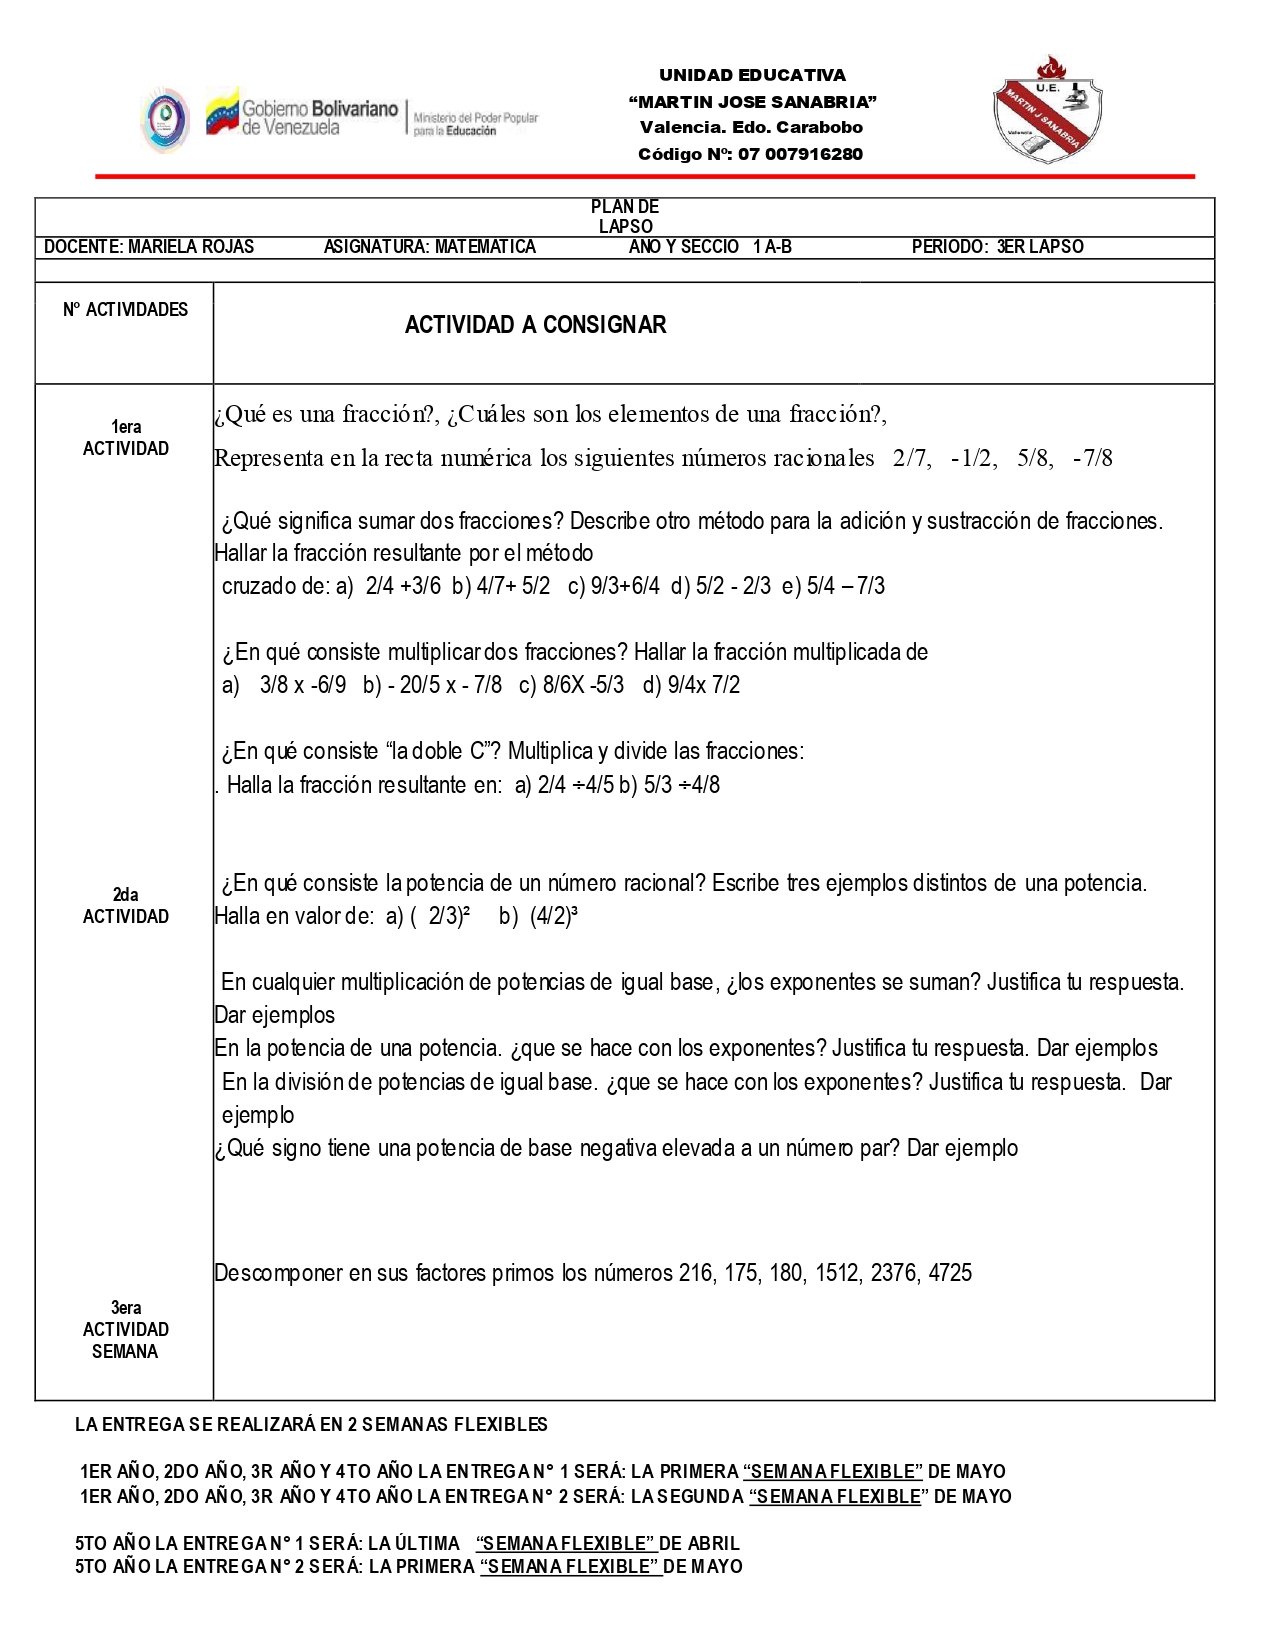 UNIDAD EDUCATIVA
“MARTIN JOSE SANABRIA”
Valencia. Edo. Carabobo
Código Nº: 07 007916280
Gobierno Bolivariano
de Venezuela
Ministerio del Poder Popular
para la Educación
U.E.
MARTIN J SANABRIA
Valencia
PLAN DE
LAPSO
DOCENTE: MARIELA ROJAS ASIGNATURA: MATEMATICA ANO Y SECCIO 1 A-B PERIODO: 3ER LAPSO
N° ACTIVIDADES
ACTIVIDAD A CONSIGNAR
1era
ACTIVIDAD
¿Qué es una fracción?, ¿Cuáles son los elementos de una fracción?,
Representa en la recta numérica los siguientes números racionales 2/7, -1/2, 5/8, -7/8
¿Qué significa sumar dos fracciones? Describe otro método para la adición y sustracción de fracciones.
Hallar la fracción resultante por el método
cruzado de: a) 2/4 +3/6 b) 4/7+ 5/2 c) 9/3+6/4 d) 5/2 - 2/3 e) 5/4 – 7/3
¿En qué consiste multiplicar dos fracciones? Hallar la fracción multiplicada de
a) 3/8 x -6/9 b) - 20/5 x - 7/8 c) 8/6X -5/3 d) 9/4x 7/2
¿En qué consiste “la doble C”? Multiplica y divide las fracciones:
. Halla la fracción resultante en: a) 2/4 ÷4/5 b) 5/3 ÷4/8
2da
ACTIVIDAD
¿En qué consiste la potencia de un número racional? Escribe tres ejemplos distintos de una potencia.
Halla en valor de: a) ( 2/3)² b) (4/2)³
En cualquier multiplicación de potencias de igual base, ¿los exponentes se suman? Justifica tu respuesta.
Dar ejemplos
En la potencia de una potencia. ¿que se hace con los exponentes? Justifica tu respuesta. Dar ejemplos
En la división de potencias de igual base. ¿que se hace con los exponentes? Justifica tu respuesta. Dar
ejemplo
¿Qué signo tiene una potencia de base negativa elevada a un número par? Dar ejemplo
Descomponer en sus factores primos los números 216, 175, 180, 1512, 2376, 4725
3era
ACTIVIDAD
SEMANA
LA ENTREGA SE REALIZARÁ EN 2 SEMANAS FLEXIBLES
1ER AÑO, 2DO AÑO, 3R AÑO Y 4TO AÑO LA ENTREGA N° 1 SERÁ: LA PRIMERA “SEMANA FLEXIBLE” DE MAYO
1ER AÑO, 2DO AÑO, 3R AÑO Y 4TO AÑO LA ENTREGA N° 2 SERÁ: LA SEGUNDA “SEMANA FLEXIBLE” DE MAYO
5TO AÑO LA ENTREGA N° 1 SERÁ: LA ÚLTIMA “SEMANA FLEXIBLE” DE ABRIL
5TO AÑO LA ENTREGA N° 2 SERÁ: LA PRIMERA “SEMANA FLEXIBLE” DE MAYO